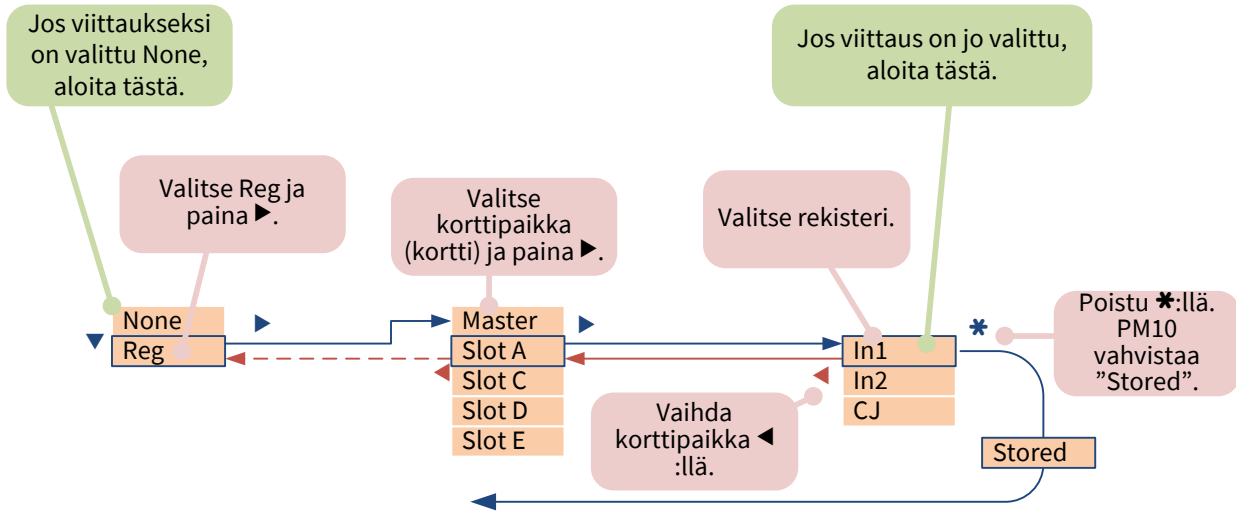 Jos viittaukseksi
on valittu None,
aloita tästä.
Jos viittaus on jo valittu,
aloita tästä.
Valitse Reg ja
paina ▶.
Valitse
korttipaikka
(kortti) ja paina ▶.
Valitse rekisteri.
Poistu *:llä.
PM10
vahvistaa
”Stored”.
None
Reg
Master
Slot A
Slot C
Slot D
Slot E
In1
In2
CJ
*
Vaihda
korttipaikka ◀
:llä.
Stored